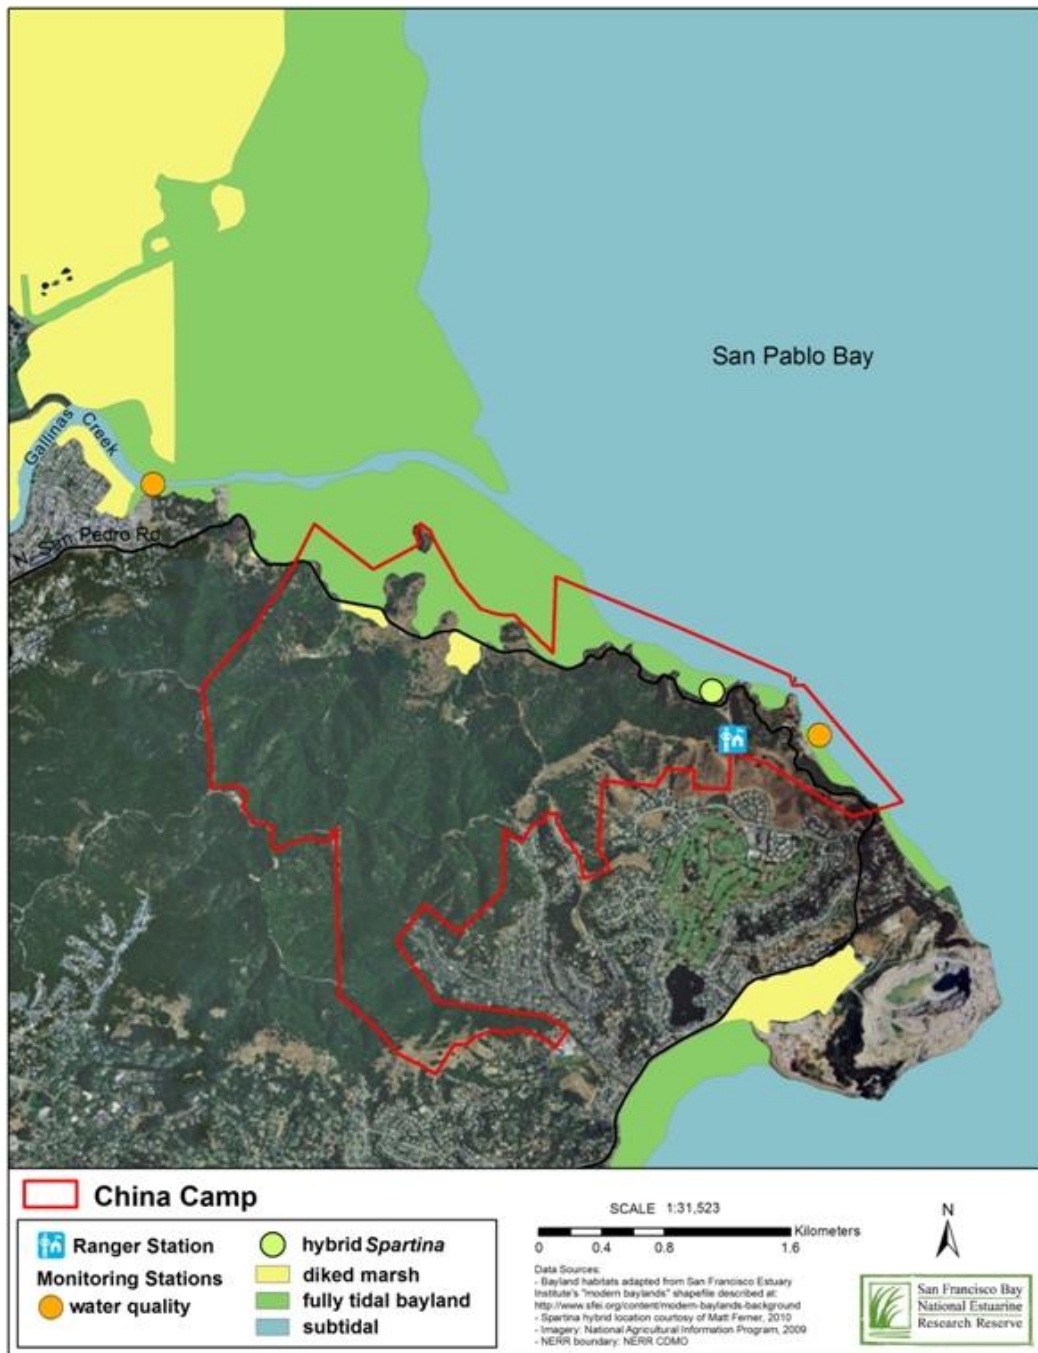 San Pablo Bay
Gallinas Creek
N. San Pedro Rd
China Camp
Ranger Station
Monitoring Stations
water quality
hybrid Spartina
diked marsh
fully tidal bayland
subtidal
SCALE 1:31,523
Kilometers
0 0.4 0.8 1.6
Data Sources:
- Bayland habitats adapted from San Francisco Estuary
Institute's "modern baylands" shapefile described at:
http://www.sfei.org/content/modern-baylands-background
- Spartina hybrid location courtosy of Matt Ferner, 2010
- Imagery: National Agricultural Information Program, 2009
- NERR boundary: NERR CDMO
N
San Francisco Bay
National Estuarine
Research Reserve